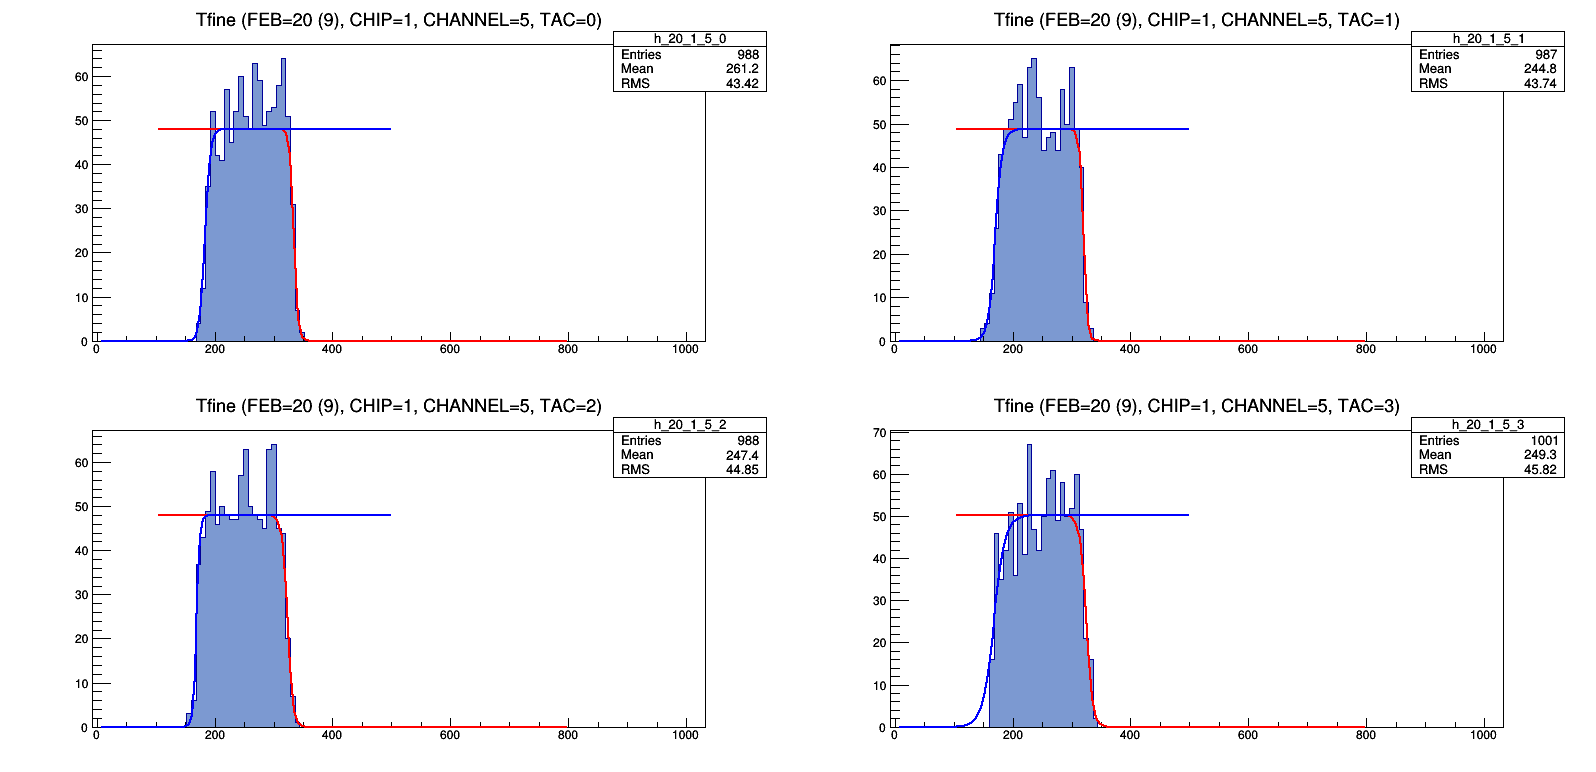 Tfine (FEB=20 (9), CHIP=1, CHANNEL=5, TAC=0)
h_20_1_5_0
Entries 988
Mean 261.2
RMS 43.42
60
50
40
30
20
10
0
0 200 400 600 800 1000
Tfine (FEB=20 (9), CHIP=1, CHANNEL=5, TAC=1)
h_20_1_5_1
Entries 987
Mean 244.8
RMS 43.74
60
50
40
30
20
10
0
0 200 400 600 800 1000
Tfine (FEB=20 (9), CHIP=1, CHANNEL=5, TAC=2)
h_20_1_5_2
Entries 988
Mean 247.4
RMS 44.85
60
50
40
30
20
10
0
0 200 400 600 800 1000
Tfine (FEB=20 (9), CHIP=1, CHANNEL=5, TAC=3)
h_20_1_5_3
Entries 1001
Mean 249.3
RMS 45.82
70
60
50
40
30
20
10
0
0 200 400 600 800 1000